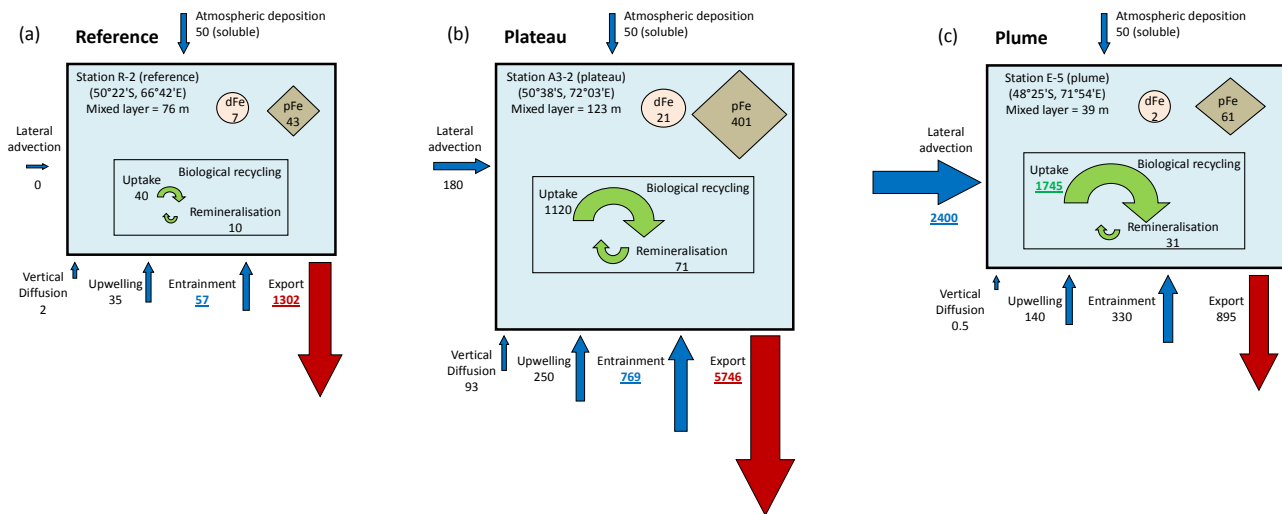 (a)
Reference
Atmospheric deposition
50 (soluble)
Station R-2 (reference)
(50°22'S, 66°42'E)
Mixed layer = 76 m
dFe
7
pFe
43
Lateral
advection
0
Biological recycling
Uptake
40
Remineralisation
10
Vertical
Diffusion
2
Upwelling
35
Entrainment
57
Export
1302
(b)
Plateau
Atmospheric deposition
50 (soluble)
Station A3-2 (plateau)
(50°38'S, 72°03'E)
Mixed layer = 123 m
dFe
21
pFe
401
Lateral
advection
180
Biological recycling
Uptake
1120
Remineralisation
71
Vertical
Diffusion
93
Upwelling
250
Entrainment
769
Export
5746
(c)
Plume
Atmospheric deposition
50 (soluble)
Station E-5 (plume)
(48°25'S, 71°54'E)
Mixed layer = 39 m
dFe
2
pFe
61
Lateral
advection
2400
Biological recycling
Uptake
1745
Remineralisation
31
Vertical
Diffusion
0.5
Upwelling
140
Entrainment
330
Export
895